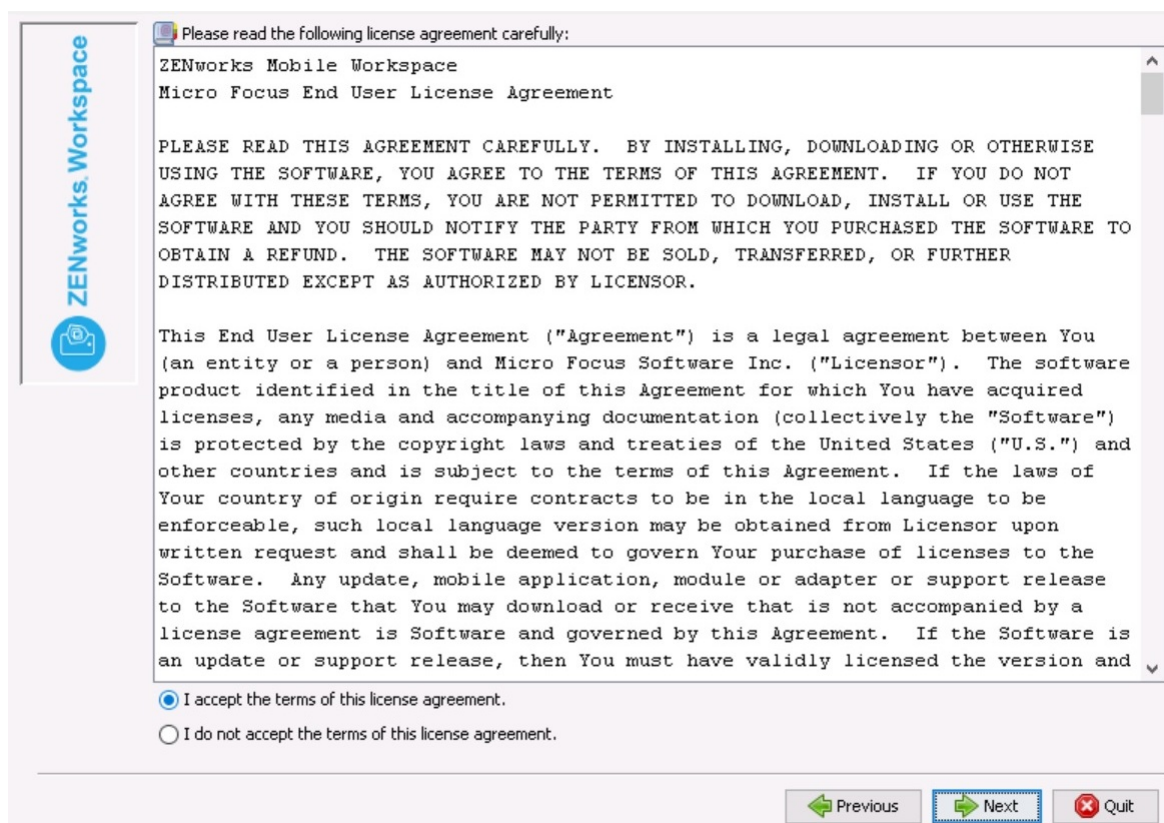 ZENworks Workspace
Please read the following license agreement carefully:
ZENworks Mobile Workspace
Micro Focus End User License Agreement
PLEASE READ THIS AGREEMENT CAREFULLY.  BY INSTALLING, DOWNLOADING OR OTHERWISE
USING THE SOFTWARE, YOU AGREE TO THE TERMS OF THIS AGREEMENT.  IF YOU DO NOT
AGREE WITH THESE TERMS, YOU ARE NOT PERMITTED TO DOWNLOAD, INSTALL OR USE THE
SOFTWARE AND YOU SHOULD NOTIFY THE PARTY FROM WHICH YOU PURCHASED THE SOFTWARE TO
OBTAIN A REFUND.  THE SOFTWARE MAY NOT BE SOLD, TRANSFERRED, OR FURTHER
DISTRIBUTED EXCEPT AS AUTHORIZED BY LICENSOR.
This End User License Agreement ("Agreement") is a legal agreement between You
(an entity or a person) and Micro Focus Software Inc. ("Licensor").  The software
product identified in the title of this Agreement for which You have acquired
licenses, any media and accompanying documentation (collectively the "Software")
is protected by the copyright laws and treaties of the United States ("U.S.") and
other countries and is subject to the terms of this Agreement.  If the laws of
Your country of origin require contracts to be in the local language to be
enforceable, such local language version may be obtained from Licensor upon
written request and shall be deemed to govern Your purchase of licenses to the
Software.  Any update, mobile application, module or adapter or support release
to the Software that You may download or receive that is not accompanied by a
license agreement is Software and governed by this Agreement.  If the Software is
an update or support release, then You must have validly licensed the version and
I accept the terms of this license agreement.
I do not accept the terms of this license agreement.
Previous
Next
Quit